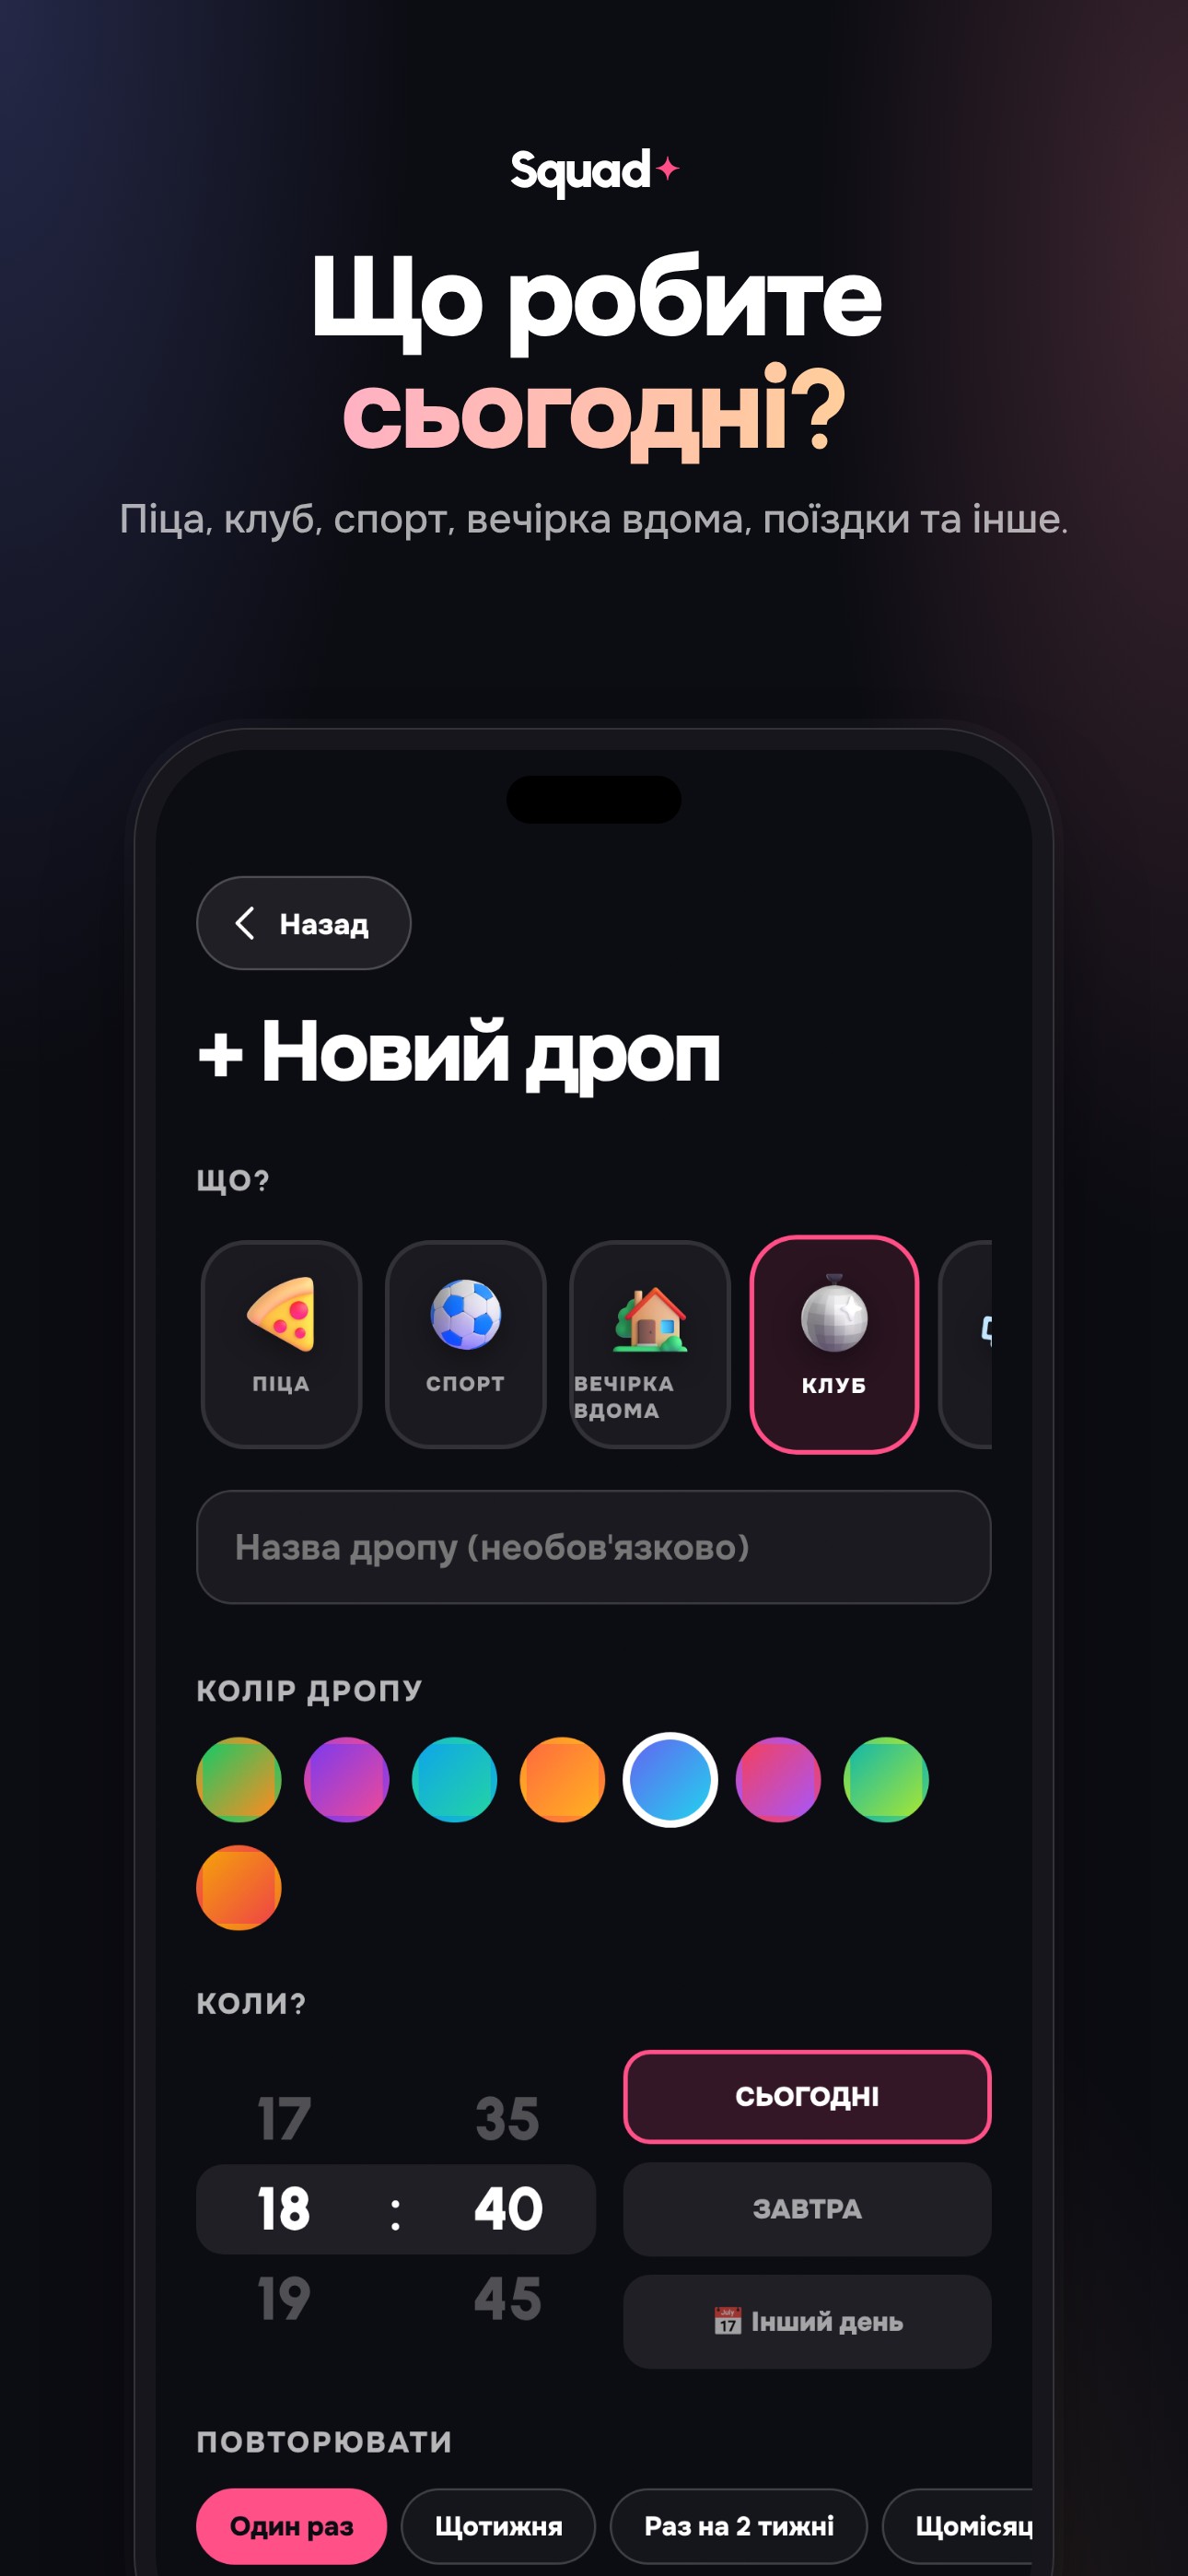 Squad
Що робите
сьогодні?
Піца, клуб, спорт, вечірка вдома, поїздки та інше.
Назад
+ Новий дроп
ЩО?
ПІЦА
СПОРТ
ВЕЧІРКА
ВДОМА
КЛУБ
Назва дропу (необов'язково)
КОЛІР ДРОПУ
КОЛИ?
17 35
18 : 40
19 45
СЬОГОДНІ
ЗАВТРА
July
17
Інший день
ПОВТОРЮВАТИ
Один раз
Щотижня
Раз на 2 тижні
Щомісяц